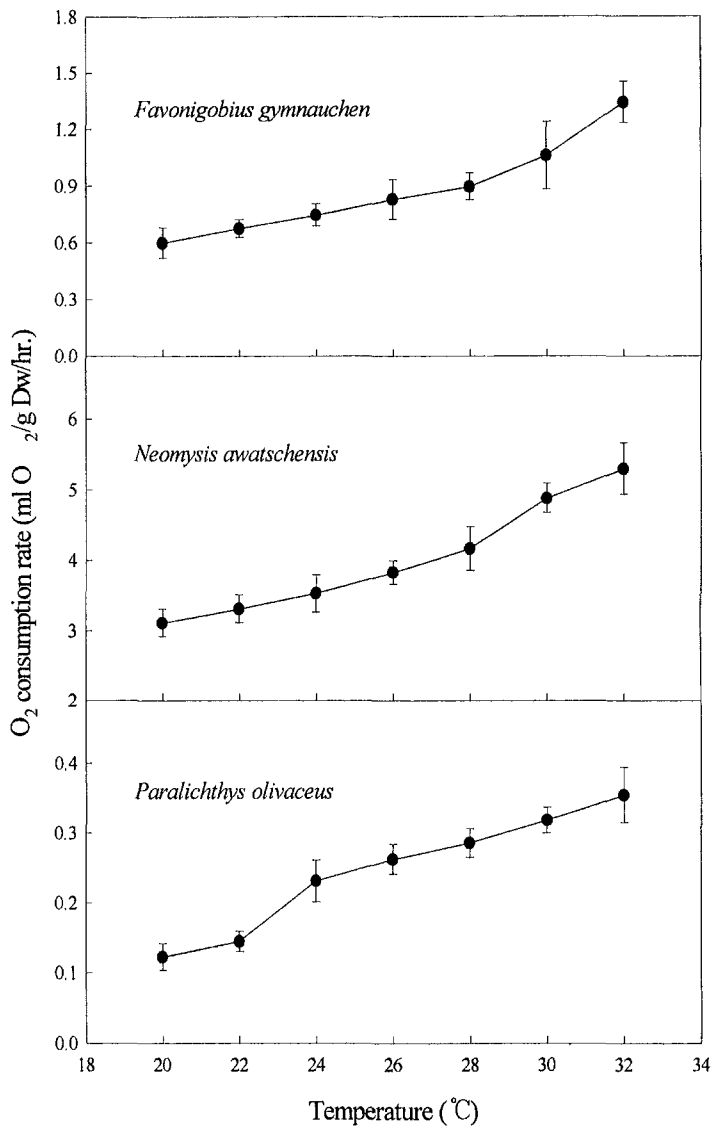 1.8
1.5
Favonigobius gymnauchen
1.2
0.9
0.6
0.3
0.0
6
Neomysis awatschensis
5
4
3
2
0.4
Paralichthys olivaceus
0.3
0.2
0.1
0.0
18 20 22 24 26 28 30 32 34
Temperature (℃)
O₂ consumption rate (ml O ₂/g Dw/hr.)